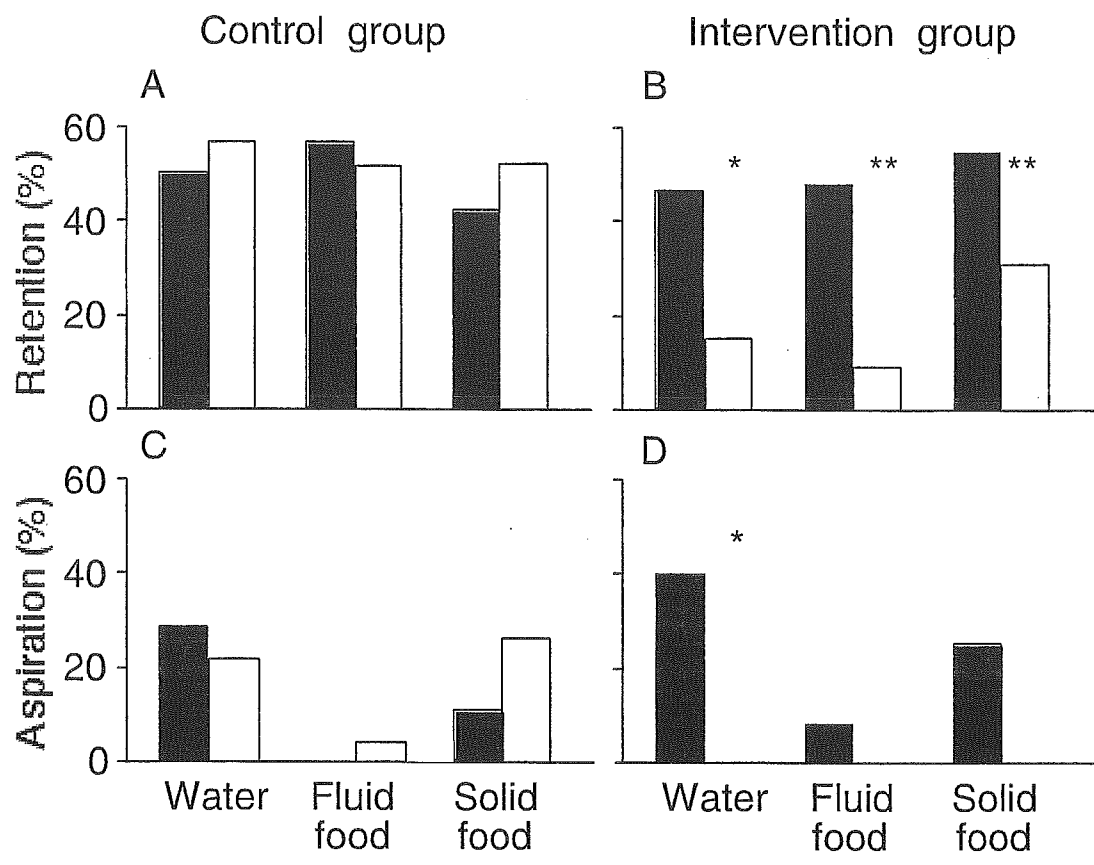 Control group
Intervention group
A
B
Retention (%)
60
40
20
0
*
**
**
C
D
Aspiration (%)
60
40
20
0
*
Water
Fluid food
Solid food
Water
Fluid food
Solid food